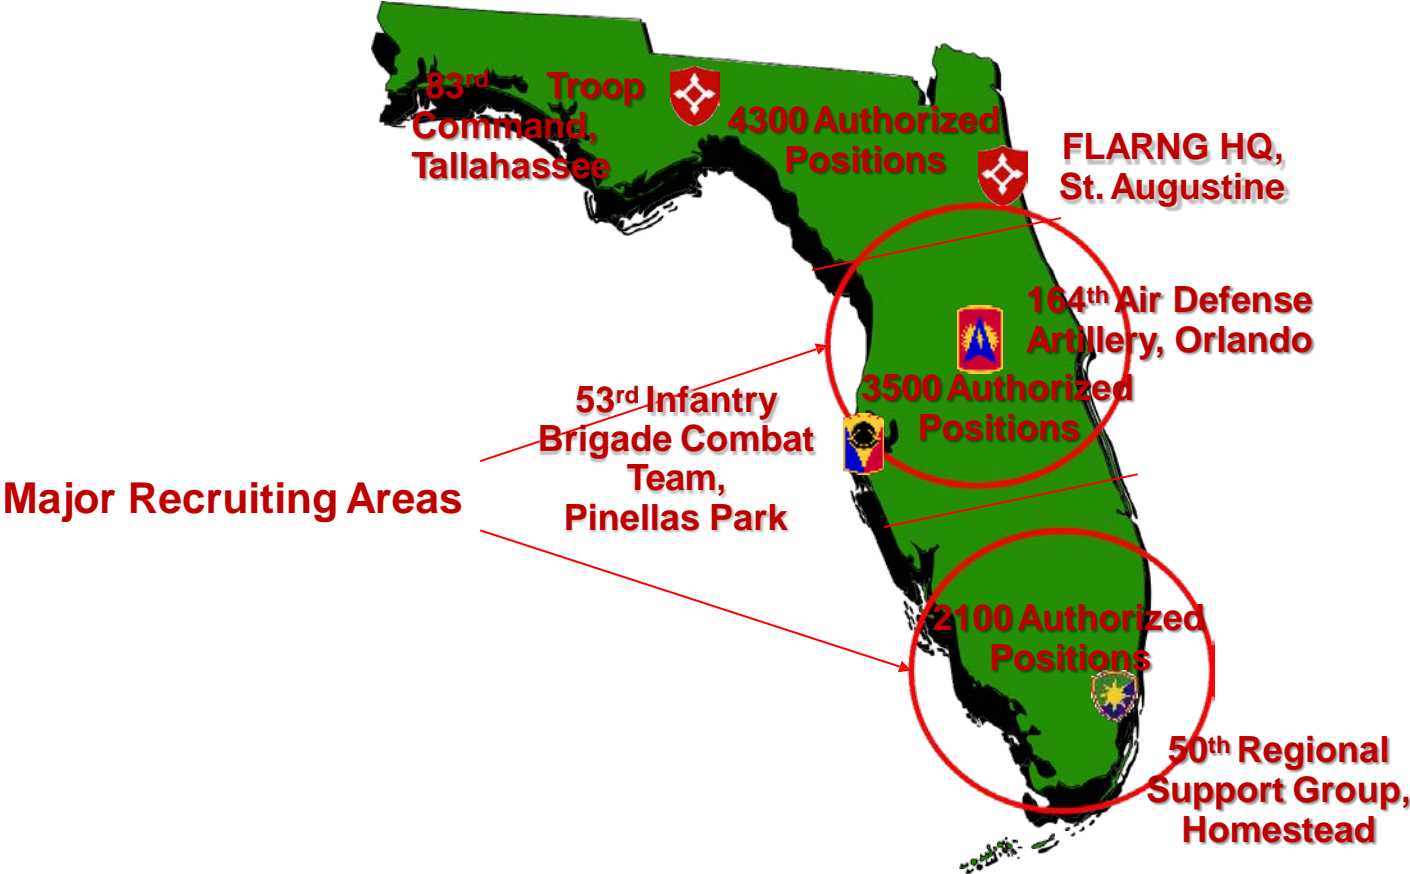 83rd Troop
Command,
Tallahassee
4300 Authorized
Positions
FLARNG HQ,
St. Augustine
164th Air Defense
Artillery, Orlando
3500 Authorized
Positions
53rd Infantry
Brigade Combat
Team,
Pinellas Park
Major Recruiting Areas
2100 Authorized
Positions
50th Regional
Support Group,
Homestead